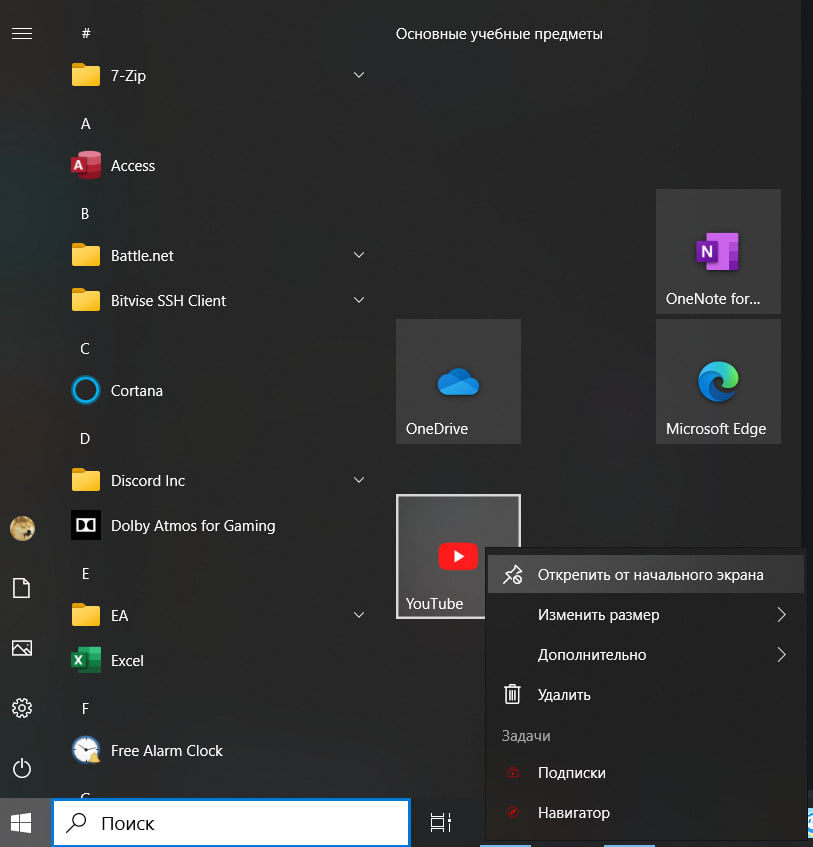 #
7-Zip
A
Access
B
Battle.net
Bitvise SSH Client
C
Cortana
D
Discord Inc
Dolby Atmos for Gaming
E
EA
Excel
F
Free Alarm Clock
Поиск
Основные учебные предметы
OneNote for...
OneDrive
Microsoft Edge
YouTube
Открепить от начального экрана
Изменить размер
Дополнительно
Удалить
Задачи
Подписки
Навигатор